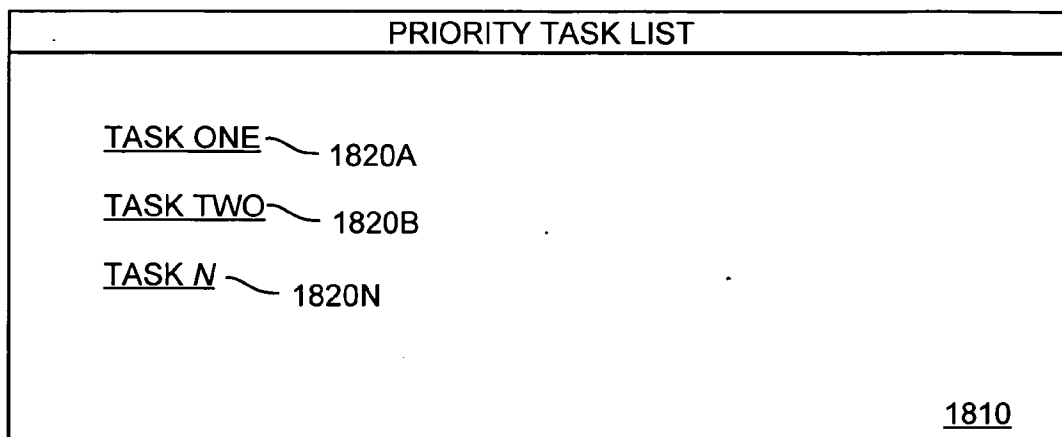 PRIORITY TASK LIST
TASK ONE 1820A
TASK TWO 1820B
TASK N 1820N
1810